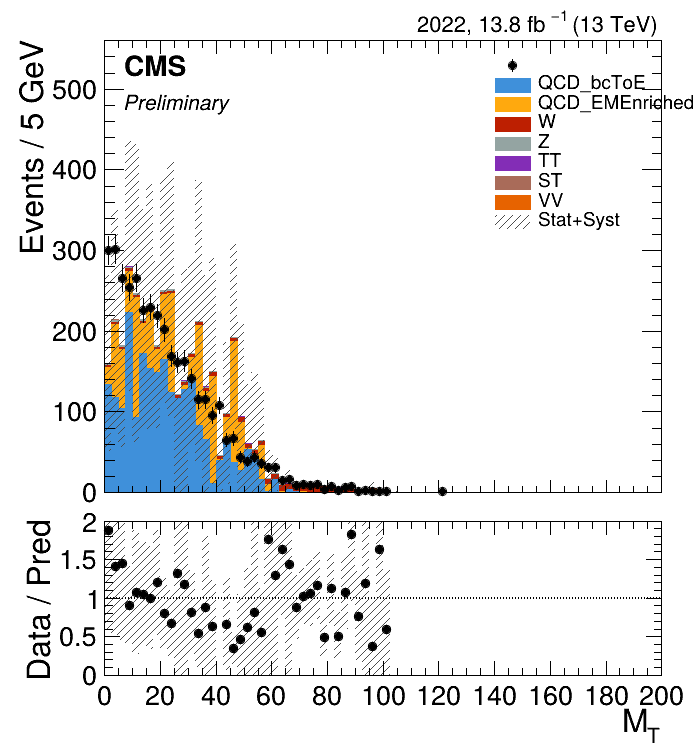 2022, 13.8 fb⁻¹ (13 TeV)
CMS
Preliminary
QCD_bcToE
QCD_EMEnriched
W
Z
TT
ST
VV
Stat+Syst
Events / 5 GeV
500
400
300
200
100
0
Data / Pred
2
1.5
1
0.5
0
0 20 40 60 80 100 120 140 160 180 200
M_T